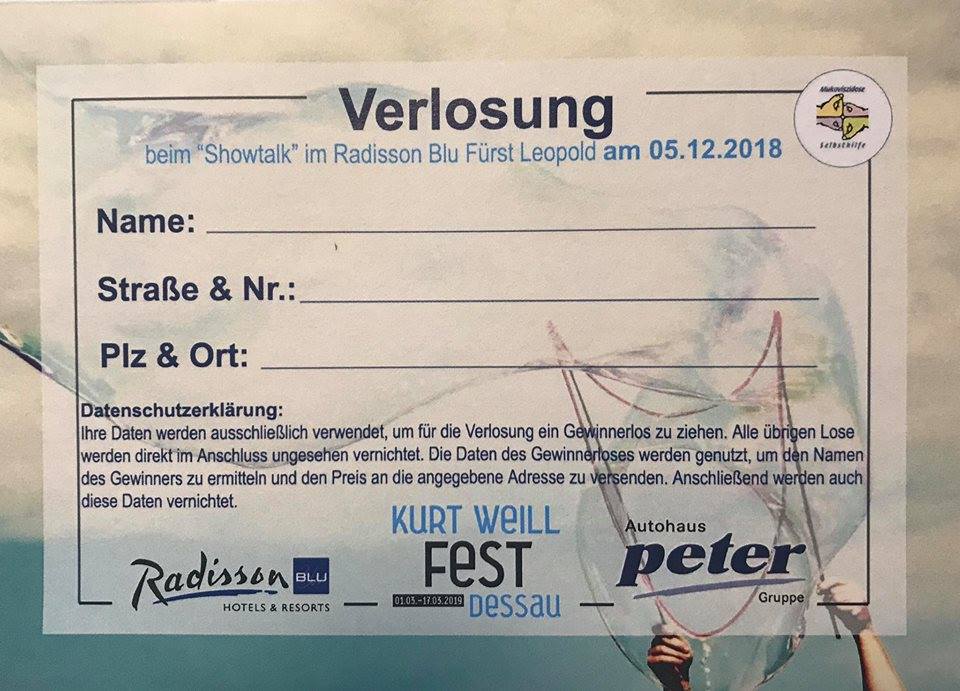 Verlosung
beim "Showtalk" im Radisson Blu Fürst Leopold am 05.12.2018
Mukoviszidose
Selbsthilfe
Name:
Straße & Nr.:
Plz & Ort:
Datenschutzerklärung:
Ihre Daten werden ausschließlich verwendet, um für die Verlosung ein Gewinnerlos zu ziehen. Alle übrigen Lose
werden direkt im Anschluss ungesehen vernichtet. Die Daten des Gewinnerloses werden genutzt, um den Namen
des Gewinners zu ermitteln und den Preis an die angegebene Adresse zu versenden. Anschließend werden auch
diese Daten vernichtet.
Radisson BLU
HOTELS & RESORTS
KURT WEILL
FEST
01.03.-17.03.2019
DESSAU
Autohaus
peter
Gruppe